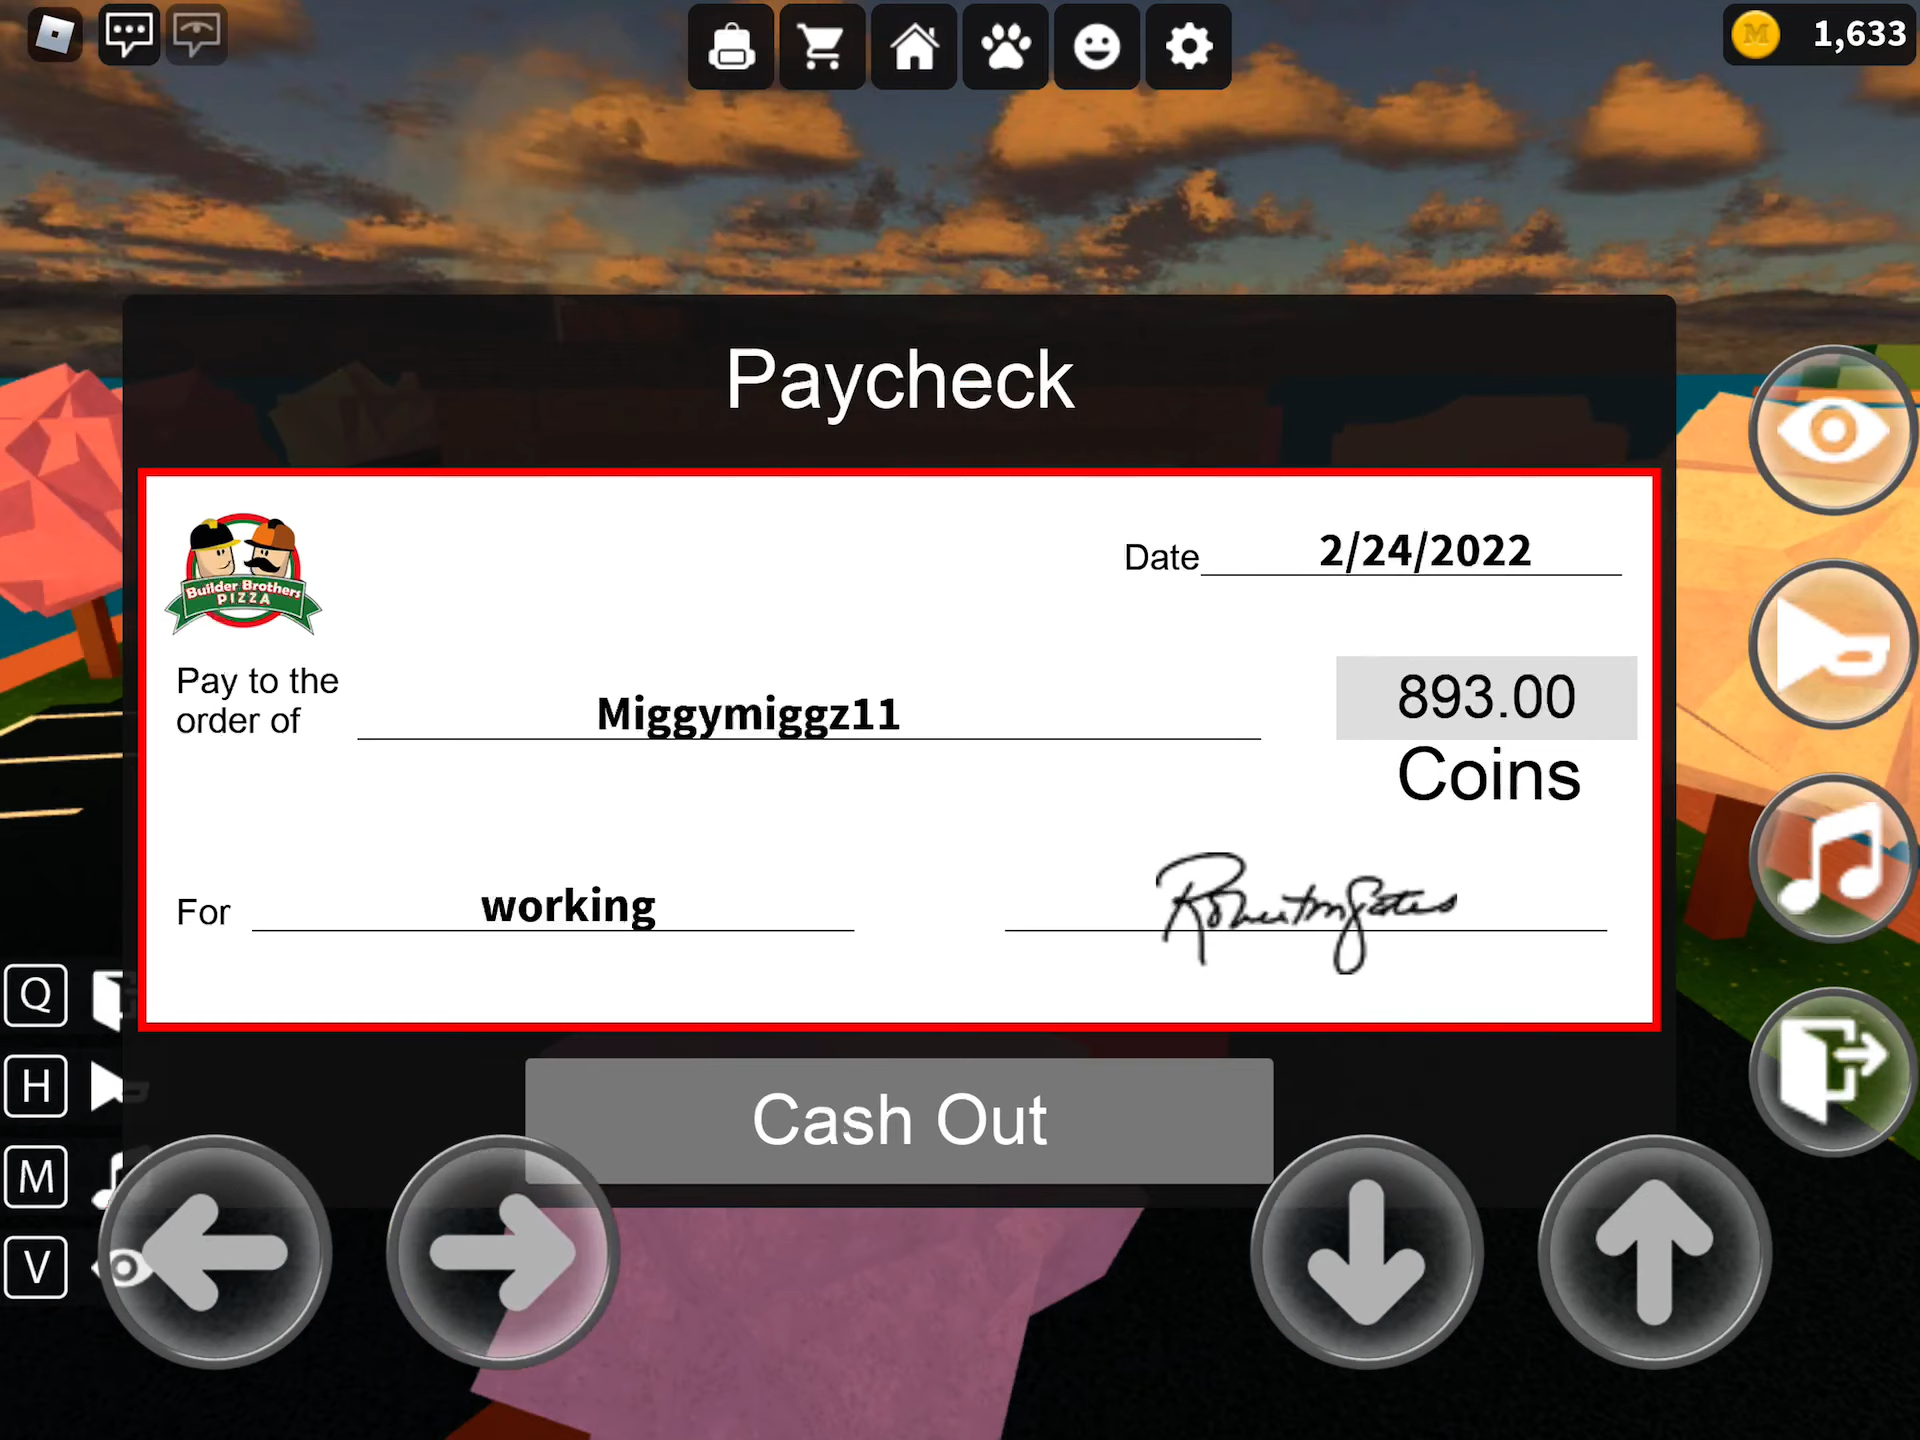 1,633
Paycheck
Builder Brothers
PIZZA
Date 2/24/2022
Pay to the
order of Miggymiggz11
893.00
Coins
For working
Cash Out
Q
H
M
V